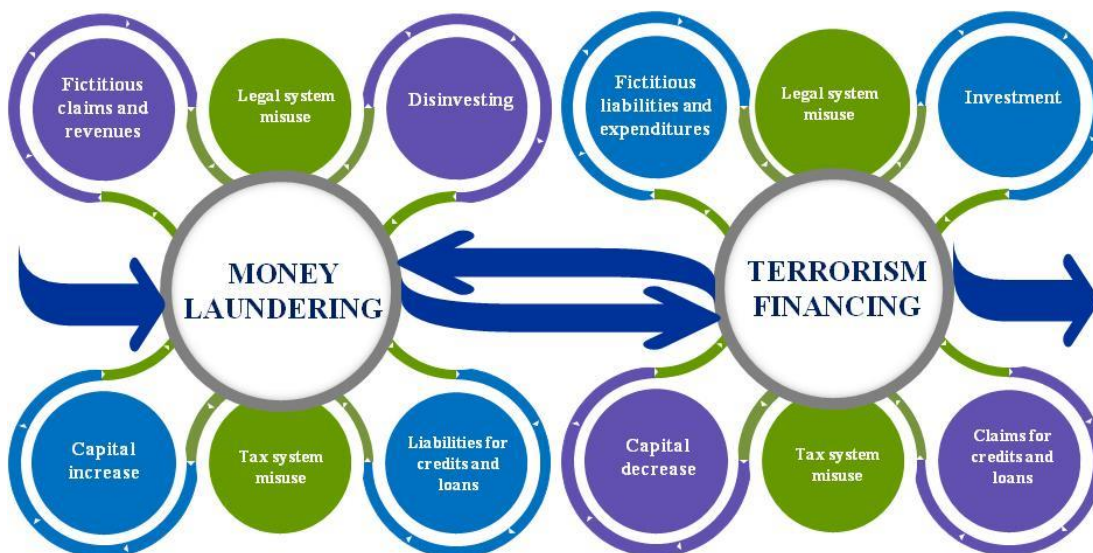 Fictitious
claims and
revenues
Legal system
misuse
Disinvesting
Fictitious
liabilities and
expenditures
Legal system
misuse
Investment
MONEY
LAUNDERING
TERRORISM
FINANCING
Capital
increase
Tax system
misuse
Liabilities for
credits and
loans
Capital
decrease
Tax system
misuse
Claims for
credits and
loans